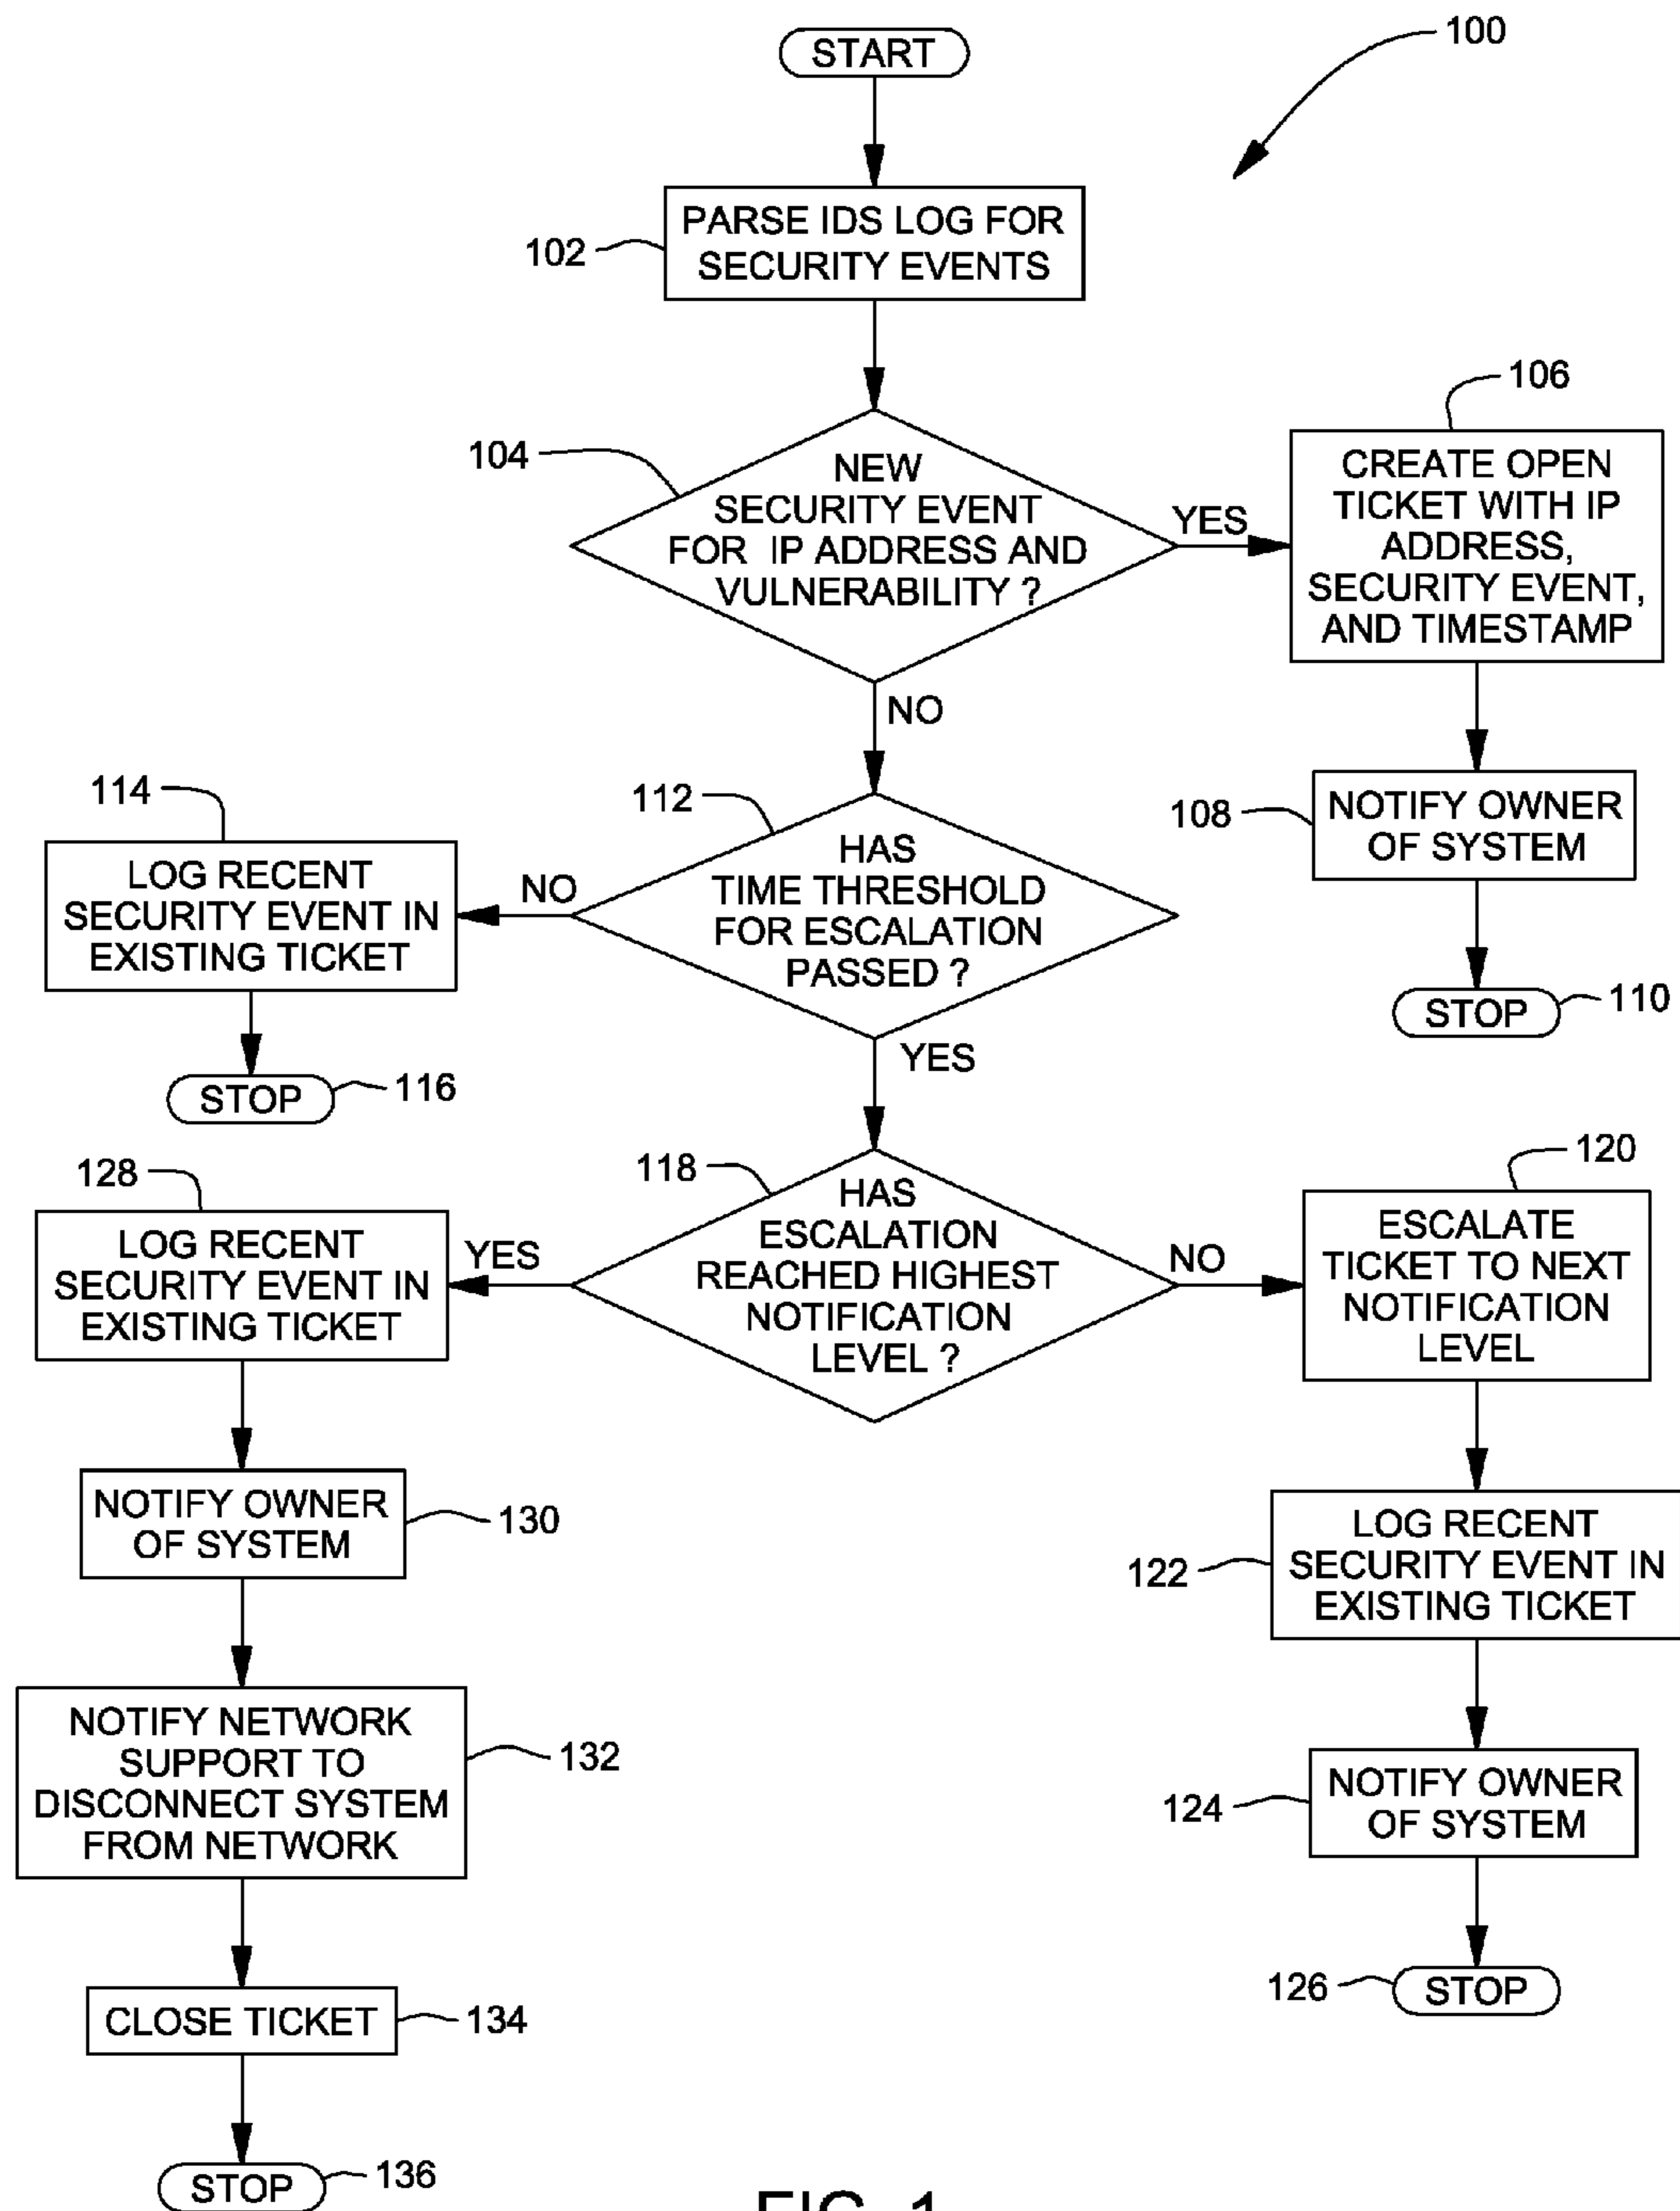 START
100
102
PARSE IDS LOG FOR
SECURITY EVENTS
104
NEW
SECURITY EVENT
FOR IP ADDRESS AND
VULNERABILITY ?
YES
NO
106
CREATE OPEN
TICKET WITH IP
ADDRESS,
SECURITY EVENT,
AND TIMESTAMP
108
NOTIFY OWNER
OF SYSTEM
STOP
110
112
HAS
TIME THRESHOLD
FOR ESCALATION
PASSED ?
NO
YES
114
LOG RECENT
SECURITY EVENT IN
EXISTING TICKET
STOP
116
118
HAS
ESCALATION
REACHED HIGHEST
NOTIFICATION
LEVEL ?
YES
NO
120
ESCALATE
TICKET TO NEXT
NOTIFICATION
LEVEL
122
LOG RECENT
SECURITY EVENT IN
EXISTING TICKET
124
NOTIFY OWNER
OF SYSTEM
126
STOP
128
LOG RECENT
SECURITY EVENT IN
EXISTING TICKET
NOTIFY OWNER
OF SYSTEM
130
NOTIFY NETWORK
SUPPORT TO
DISCONNECT SYSTEM
FROM NETWORK
132
CLOSE TICKET
134
STOP
136
FIG. 1